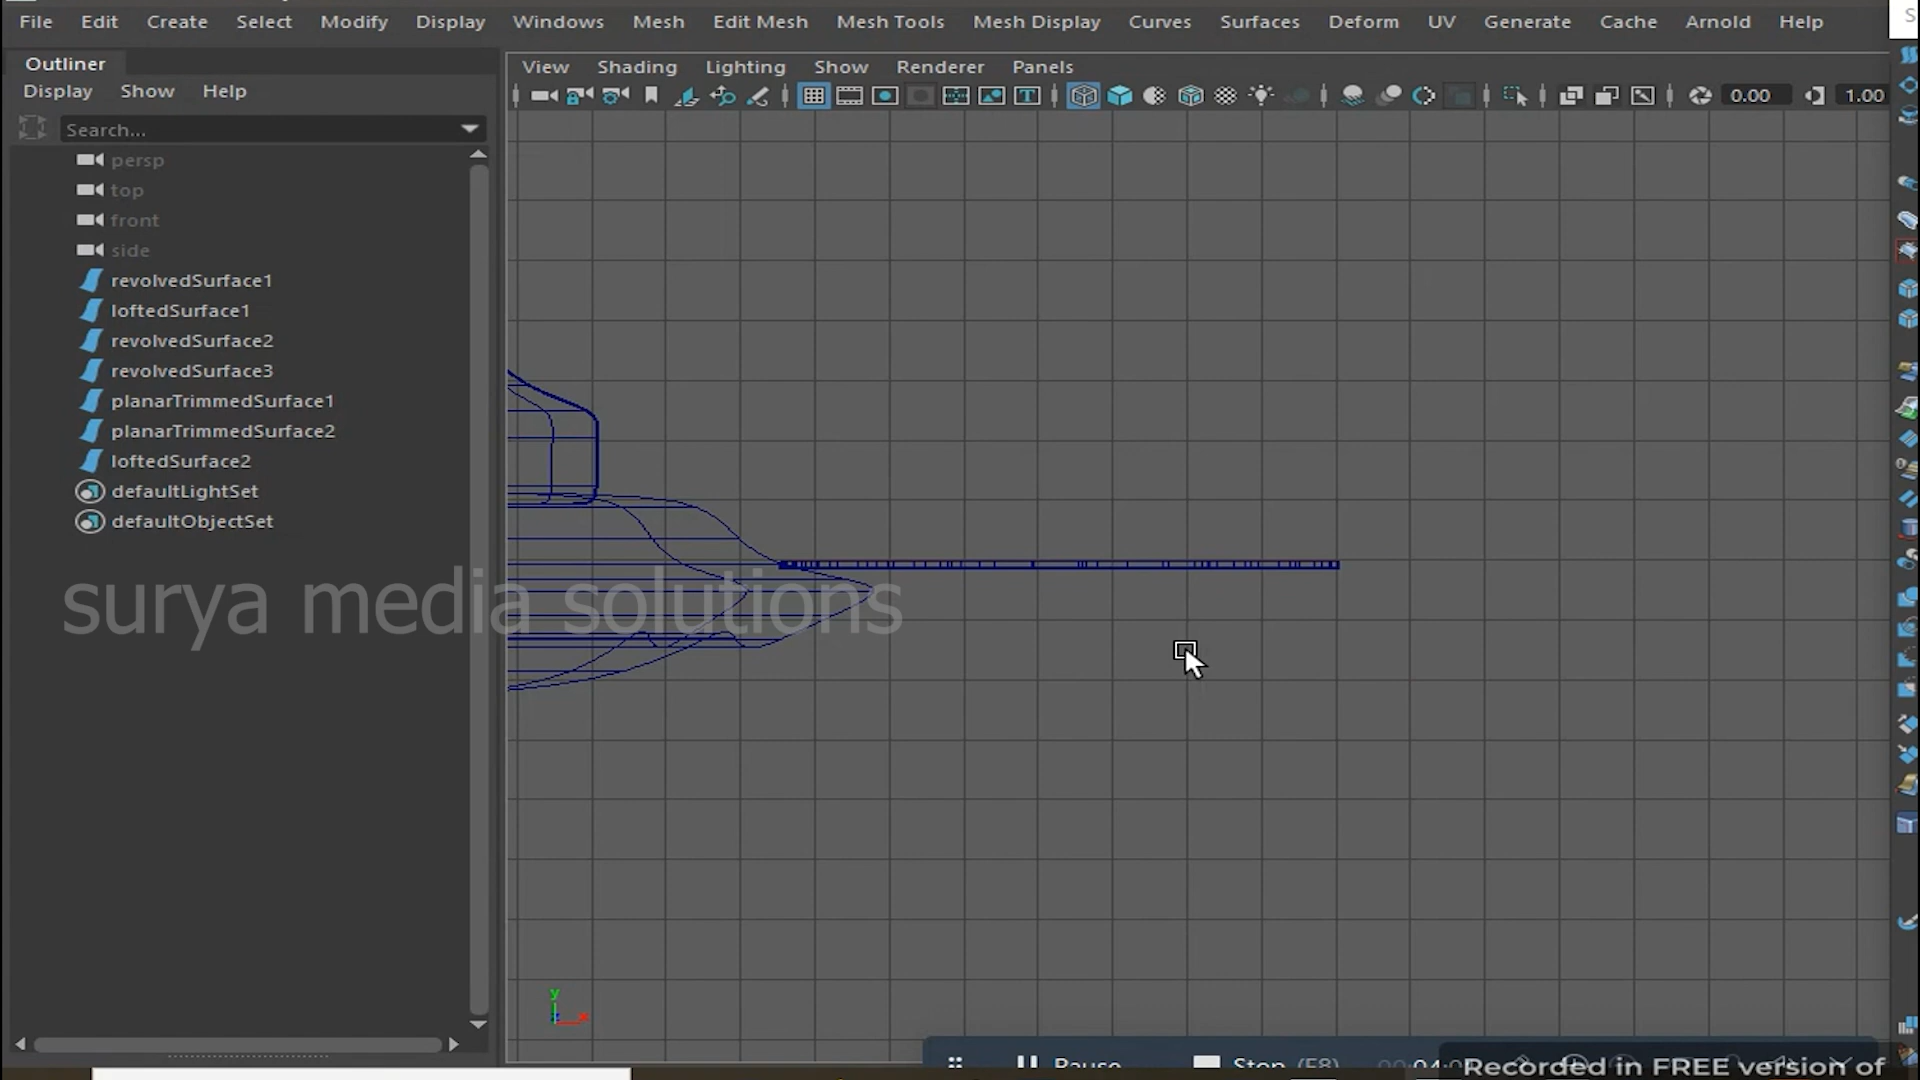 File Edit Create Select Modify Display Windows Mesh Edit Mesh Mesh Tools Mesh Display Curves Surfaces Deform UV Generate Cache Arnold Help
Outliner
Display Show Help
Search...
persp
top
front
side
revolvedSurface1
loftedSurface1
revolvedSurface2
revolvedSurface3
planarTrimmedSurface1
planarTrimmedSurface2
loftedSurface2
defaultLightSet
defaultObjectSet
View Shading Lighting Show Renderer Panels
0.00 1.00
surya media solutions
y
x
Pause Stop (F8)
Recorded in FREE version of